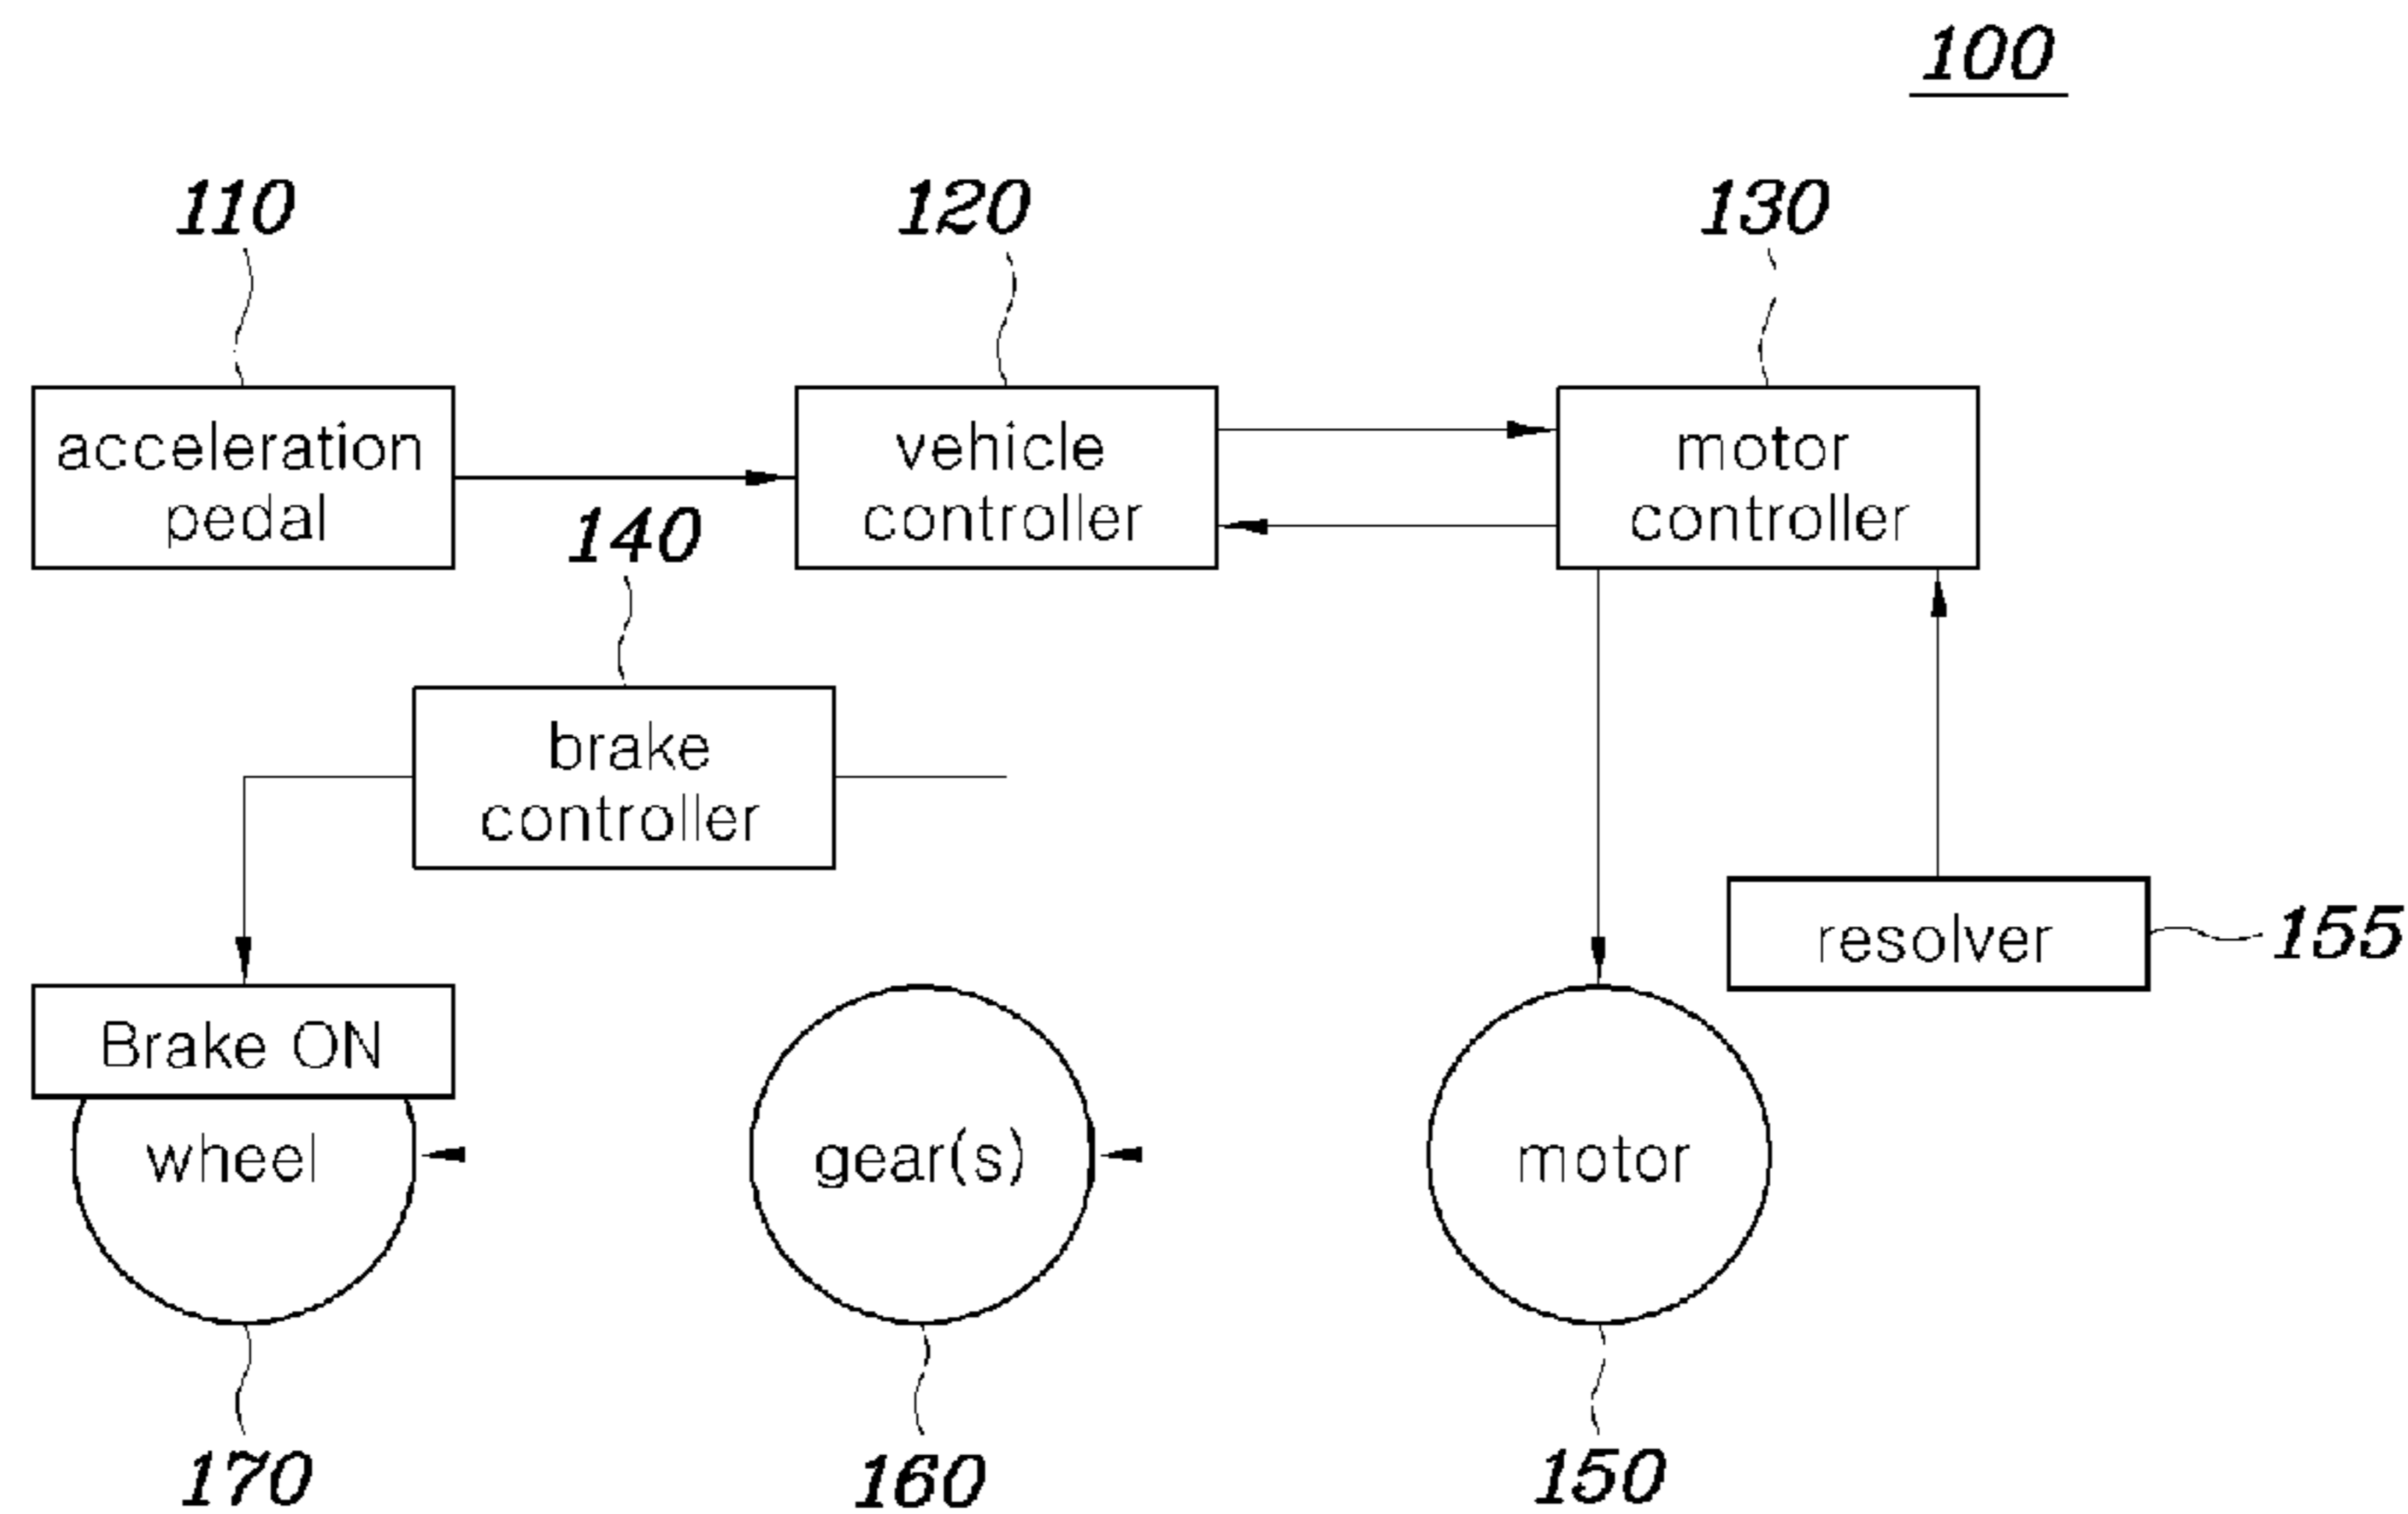 100
110
120
130
acceleration
pedal
vehicle
controller
motor
controller
140
brake
controller
resolver
155
Brake ON
wheel
gear(s)
motor
170
160
150